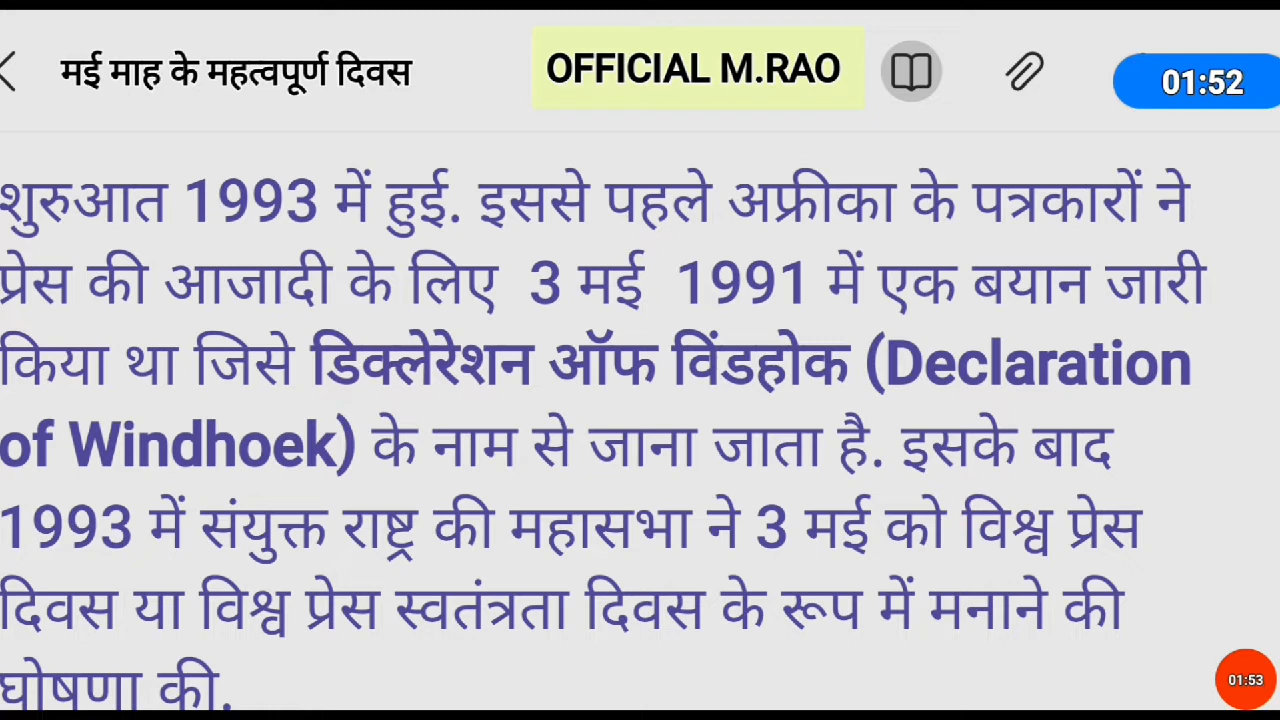 मई माह के महत्वपूर्ण दिवस OFFICIAL M.RAO 01:52
शुरुआत 1993 में हुई. इससे पहले अफ्रीका के पत्रकारों ने
प्रेस की आजादी के लिए 3 मई 1991 में एक बयान जारी
किया था जिसे डिक्लेरेशन ऑफ विंडहोक (Declaration
of Windhoek) के नाम से जाना जाता है. इसके बाद
1993 में संयुक्त राष्ट्र की महासभा ने 3 मई को विश्व प्रेस
दिवस या विश्व प्रेस स्वतंत्रता दिवस के रूप में मनाने की
घोषणा की.
01:53